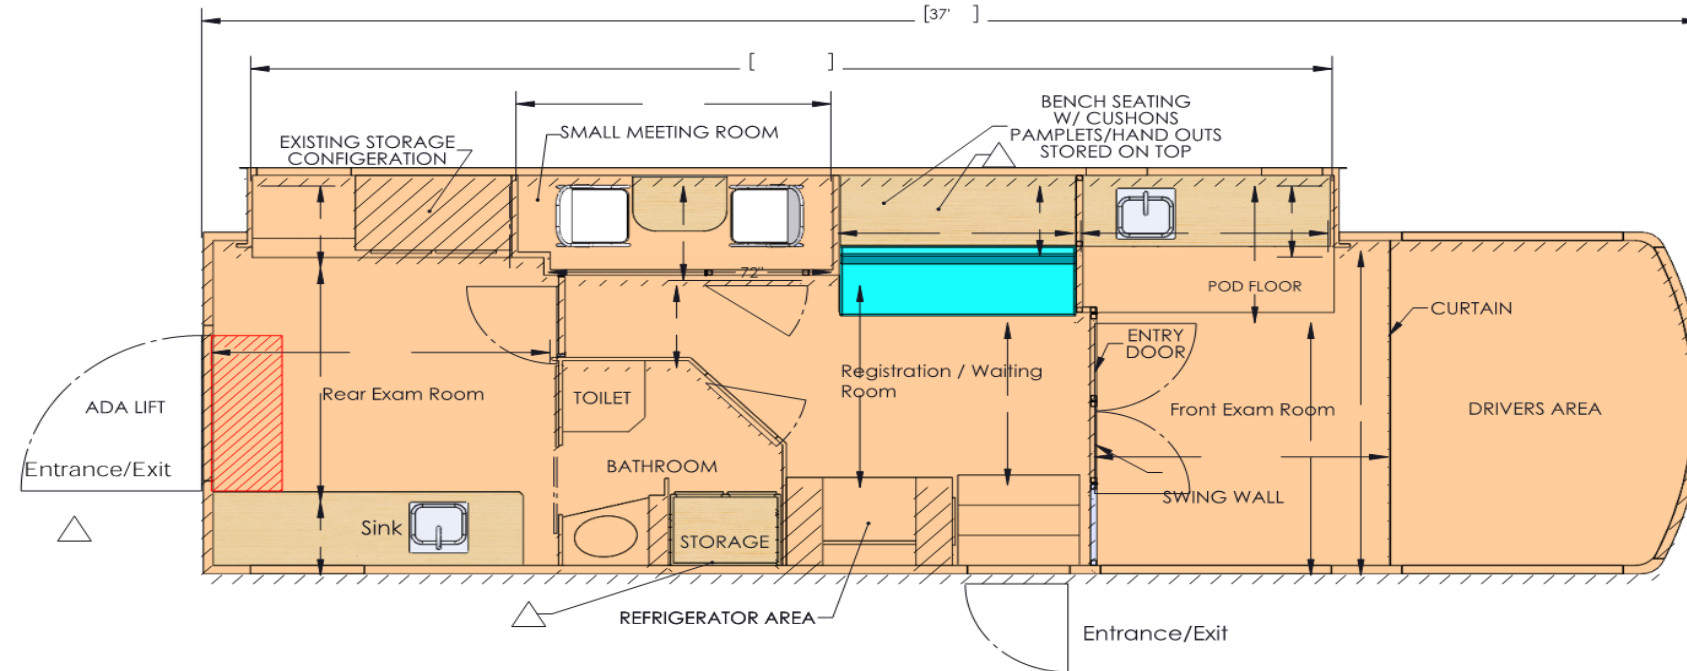 [37' ]
[ ]
BENCH SEATING
W/ CUSHONS
PAMPLETS/HAND OUTS
STORED ON TOP
SMALL MEETING ROOM
EXISTING STORAGE
CONFIGERATION
72"
POD FLOOR
CURTAIN
ENTRY
DOOR
Registration / Waiting
Room
Rear Exam Room
TOILET
ADA LIFT
Front Exam Room
DRIVERS AREA
Entrance/Exit
BATHROOM
SWING WALL
Sink
STORAGE
REFRIGERATOR AREA
Entrance/Exit